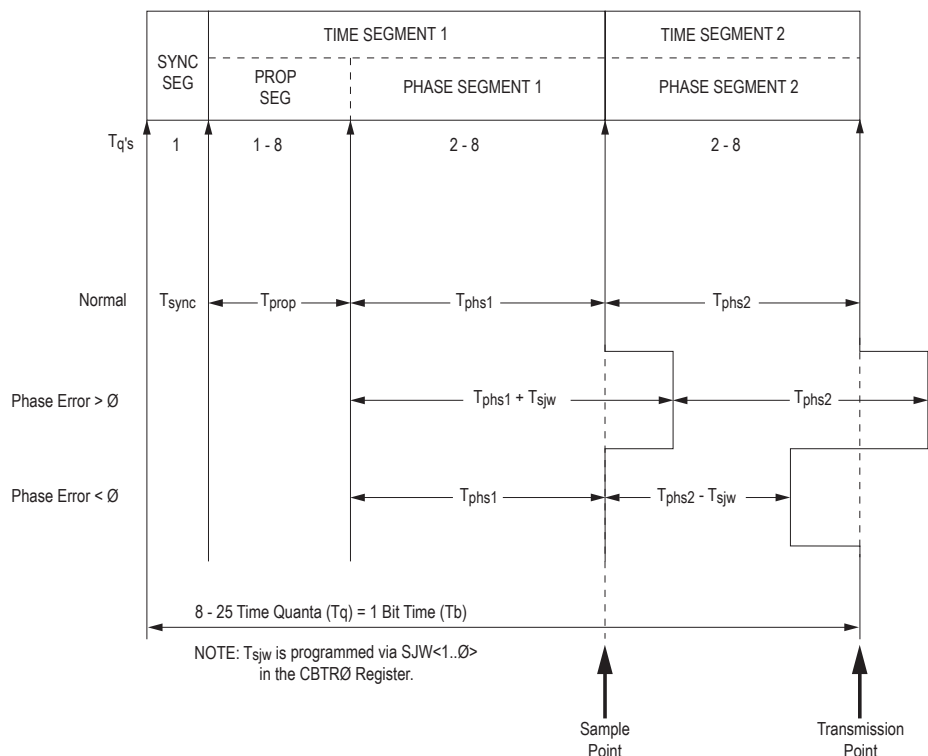 SYNC
SEG
TIME SEGMENT 1
TIME SEGMENT 2
PROP
SEG
PHASE SEGMENT 1
PHASE SEGMENT 2
Tq's
1
1 - 8
2 - 8
2 - 8
Normal
Tsync
Tprop
Tphs1
Tphs2
Phase Error > Ø
Tphs1 + Tsjw
Tphs2
Phase Error < Ø
Tphs1
Tphs2 - Tsjw
8 - 25 Time Quanta (Tq) = 1 Bit Time (Tb)
NOTE: Tsjw is programmed via SJW<1..Ø>
in the CBTRØ Register.
Sample
Point
Transmission
Point